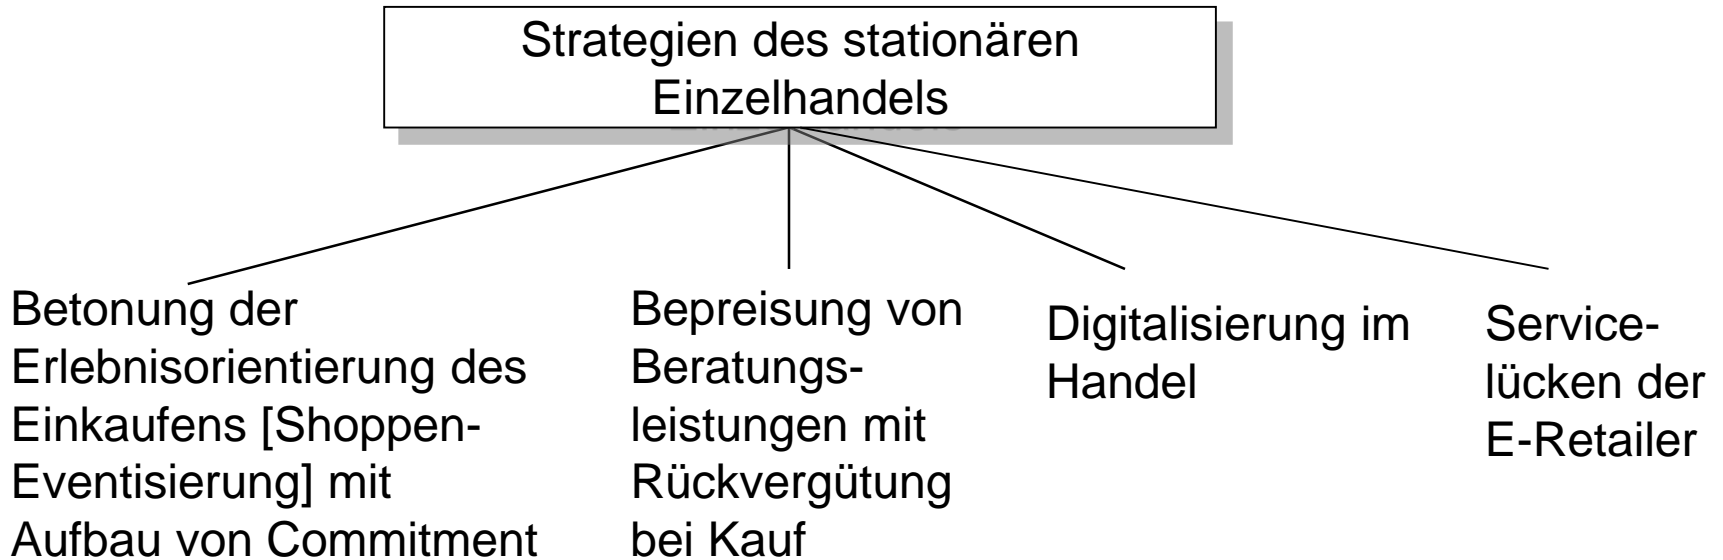 Strategien des stationären
Einzelhandels
Betonung der
Erlebnisorientierung des
Einkaufens [Shoppen-
Eventisierung] mit
Aufbau von Commitment
Bepreisung von
Beratungs-
leistungen mit
Rückvergütung
bei Kauf
Digitalisierung im
Handel
Service-
lücken der
E-Retailer